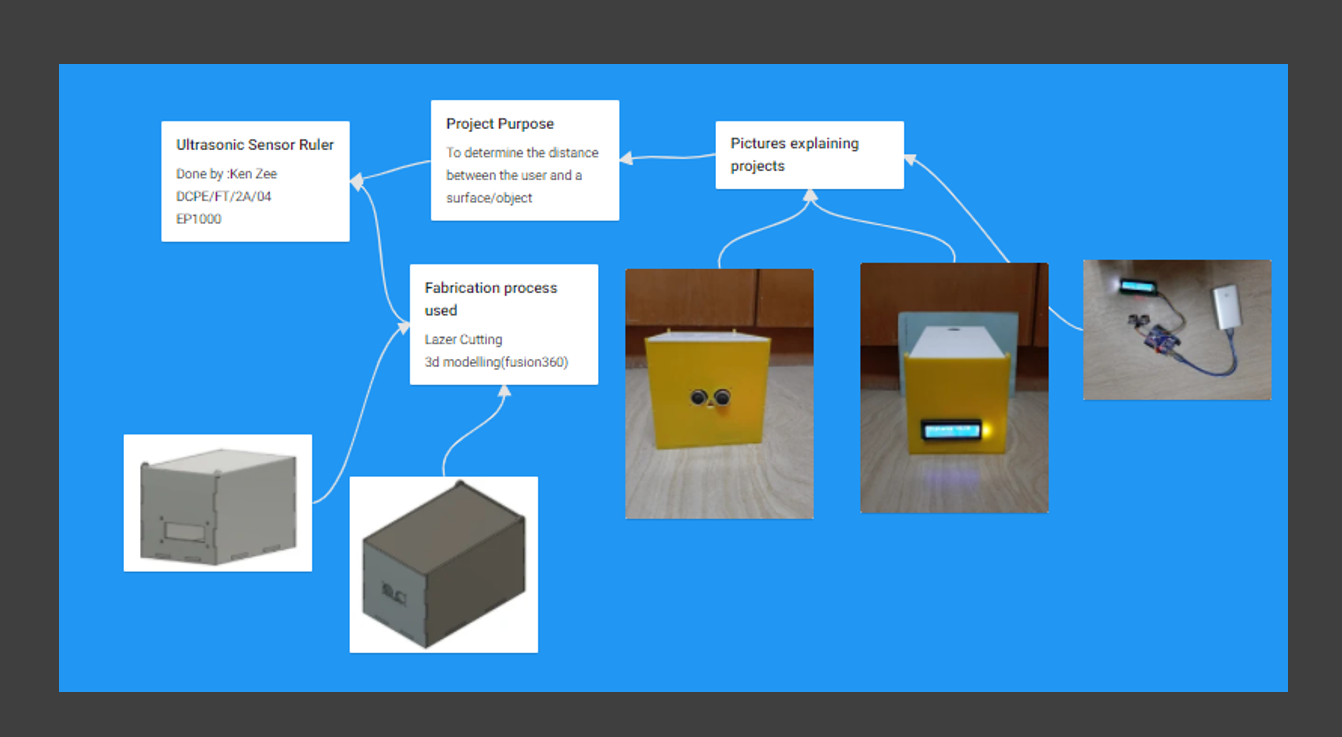 Ultrasonic Sensor Ruler
Done by :Ken Zee
DCPE/FT/2A/04
EP1000
Project Purpose
To determine the distance
between the user and a
surface/object
Pictures explaining
projects
Fabrication process
used
Lazer Cutting
3d modelling(fusion360)